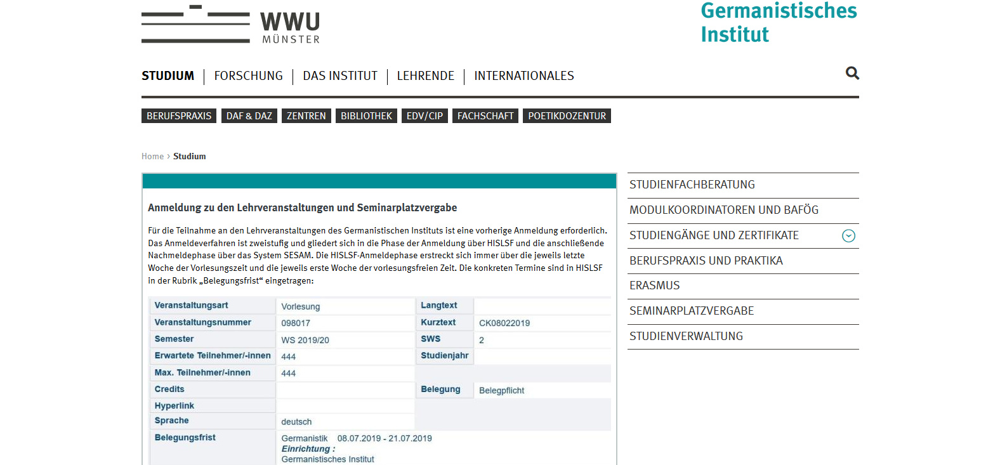 WWU
MÜNSTER
Germanistisches
Institut
STUDIUM FORSCHUNG DAS INSTITUT LEHRENDE INTERNATIONALES
BERUFSPRAXIS DAF & DAZ ZENTREN BIBLIOTHEK EDV/CIP FACHSCHAFT POETIKDOZENTUR
Home › Studium
Anmeldung zu den Lehrveranstaltungen und Seminarplatzvergabe
Für die Teilnahme an den Lehrveranstaltungen des Germanistischen Instituts ist eine vorherige Anmeldung erforderlich.
Das Anmeldeverfahren ist zweistufig und gliedert sich in die Phase der Anmeldung über HISLSF und die anschließende
Nachmeldephase über das System SESAM. Die HISLSF-Anmeldephase erstreckt sich immer über die jeweils letzte
Woche der Vorlesungszeit und die jeweils erste Woche der vorlesungsfreien Zeit. Die konkreten Termine sind in HISLSF
in der Rubrik „Belegungsfrist“ eingetragen:
Veranstaltungsart Vorlesung Langtext
Veranstaltungsnummer 098017 Kurztext CK08022019
Semester WS 2019/20 SWS 2
Erwartete Teilnehmer/-innen 444 Studienjahr
Max. Teilnehmer/-innen 444
Credits Belegung Belegpflicht
Hyperlink
Sprache deutsch
Belegungsfrist Germanistik 08.07.2019 - 21.07.2019
Einrichtung :
Germanistisches Institut
STUDIENFACHBERATUNG
MODULKOORDINATOREN UND BAFÖG
STUDIENGÄNGE UND ZERTIFIKATE
BERUFSPRAXIS UND PRAKTIKA
ERASMUS
SEMINARPLATZVERGABE
STUDIENVERWALTUNG